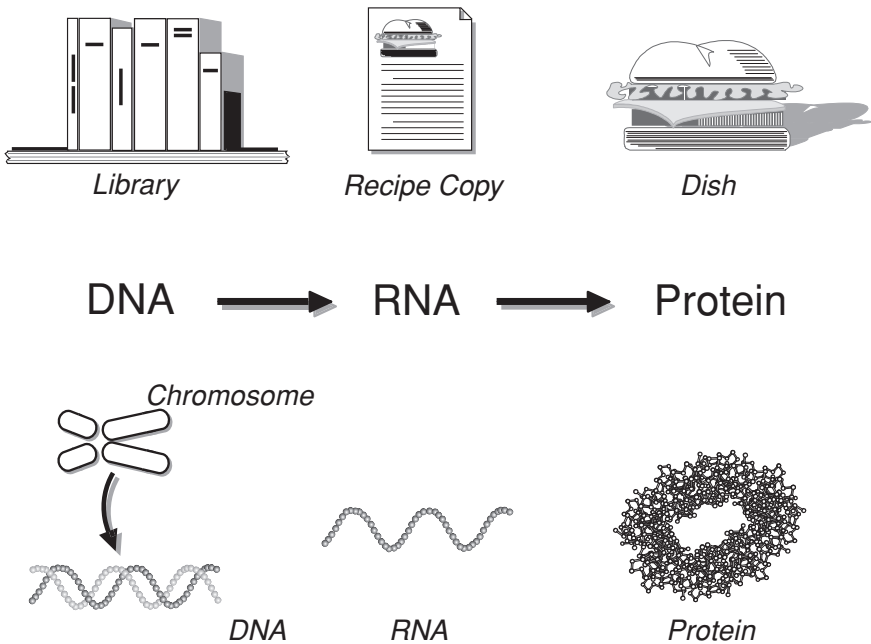 Library
Recipe Copy
Dish
DNA
RNA
Protein
Chromosome
DNA
RNA
Protein